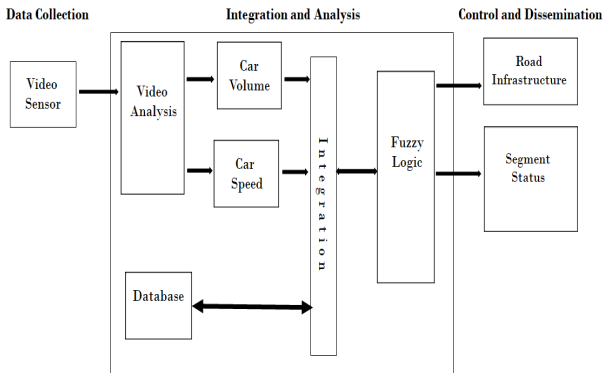 Data Collection
Integration and Analysis
Control and Dissemination
Video
Sensor
Video
Analysis
Car
Volume
Car
Speed
Database
Integration
Fuzzy
Logic
Road
Infrastructure
Segment
Status